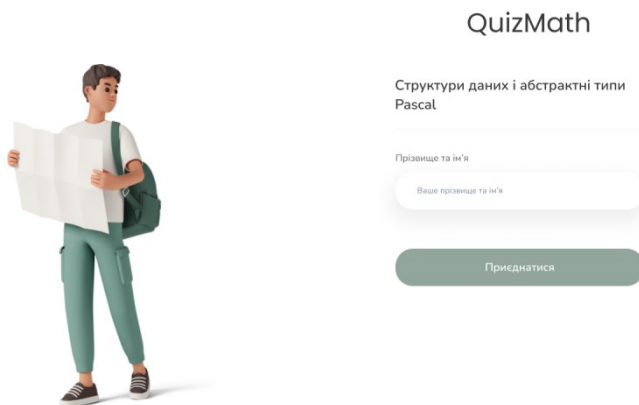 QuizMath
Структури даних і абстрактні типи
Pascal
Прізвище та ім'я
Ваше прізвище та ім'я
Приєднатися